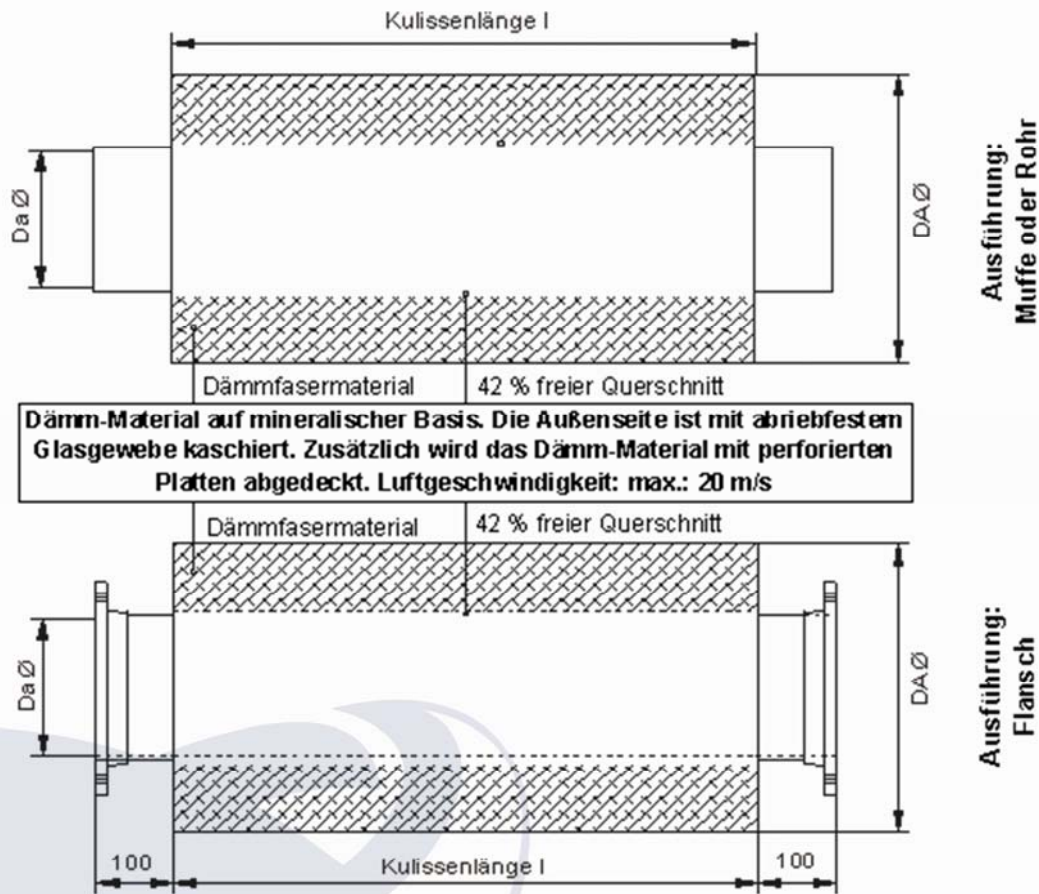 Kulissenlänge l
Da Ø
DA Ø
Ausführung:
Muffe oder Rohr
Dämmfasermaterial
42 % freier Querschnitt
Dämm-Material auf mineralischer Basis. Die Außenseite ist mit abriebfestem
Glasgewebe kaschiert. Zusätzlich wird das Dämm-Material mit perforierten
Platten abgedeckt. Luftgeschwindigkeit: max.: 20 m/s
Dämmfasermaterial
42 % freier Querschnitt
Da Ø
DA Ø
Ausführung:
Flansch
100
Kulissenlänge l
100